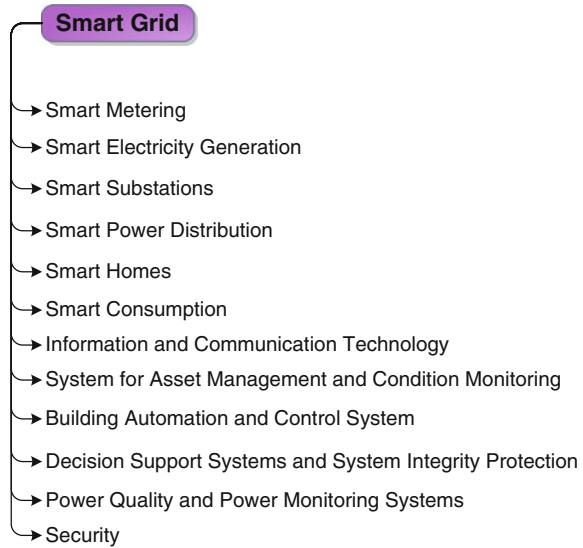 Smart Grid
Smart Metering
Smart Electricity Generation
Smart Substations
Smart Power Distribution
Smart Homes
Smart Consumption
Information and Communication Technology
System for Asset Management and Condition Monitoring
Building Automation and Control System
Decision Support Systems and System Integrity Protection
Power Quality and Power Monitoring Systems
Security